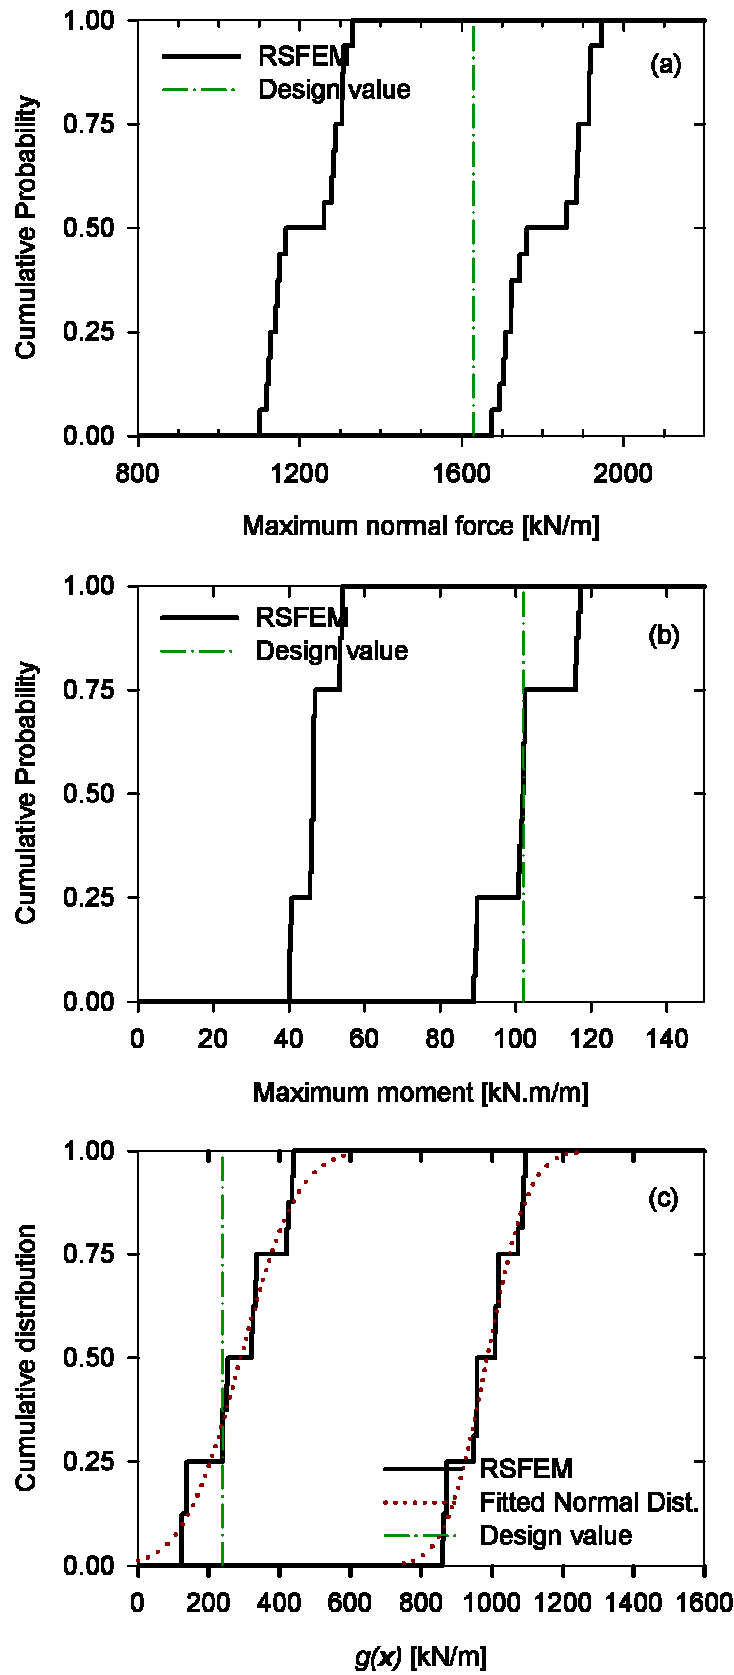 1.00
RSFEM
(a)
Design value
0.75
Cumulative Probability
0.50
0.25
0.00
800 1200 1600 2000
Maximum normal force [kN/m]
1.00
RSFEM
(b)
Design value
0.75
Cumulative Probability
0.50
0.25
0.00
0 20 40 60 80 100 120 140
Maximum moment [kN.m/m]
1.00
(c)
0.75
Cumulative distribution
0.50
0.25
RSFEM
Fitted Normal Dist.
Design value
0.00
0 200 400 600 800 1000 1200 1400 1600
g(x) [kN/m]